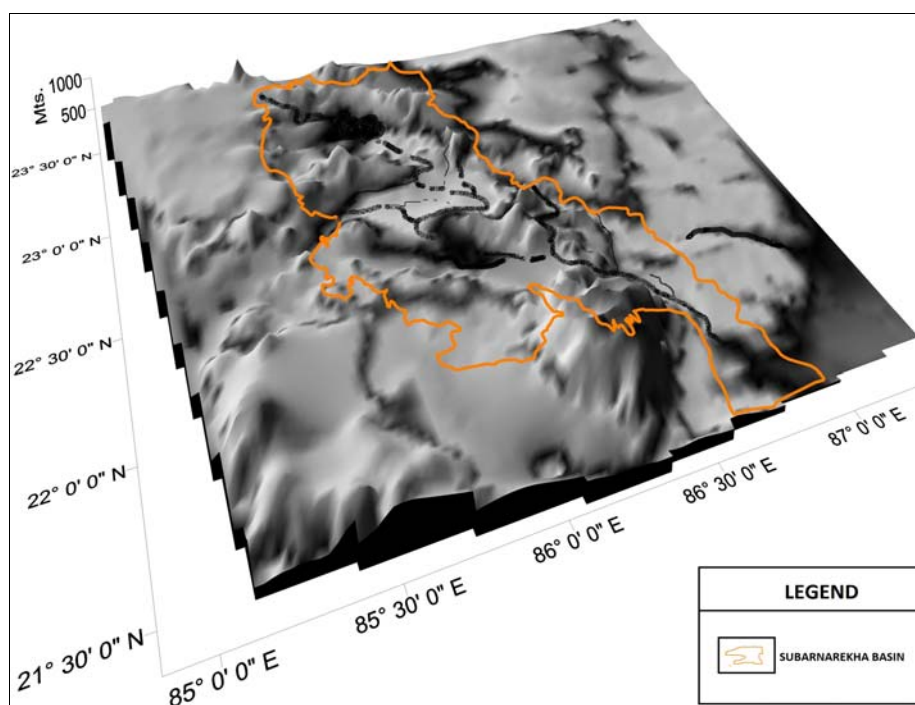 Mts.
1000
500
23° 30' 0" N
23° 0' 0" N
22° 30' 0" N
22° 0' 0" N
21° 30' 0" N
85° 0' 0" E
85° 30' 0" E
86° 0' 0" E
86° 30' 0" E
87° 0' 0" E
LEGEND
SUBARNAREKHA BASIN